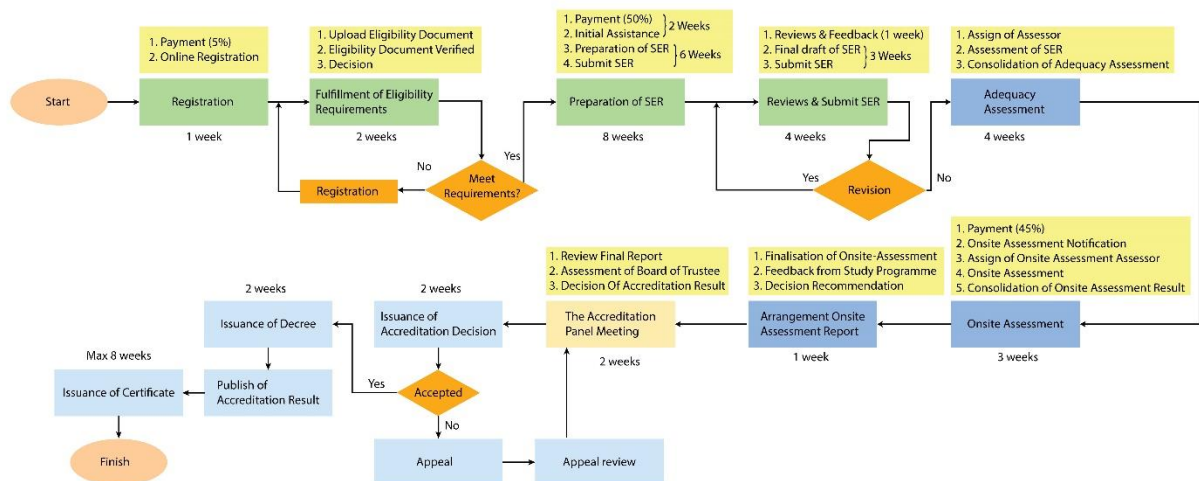 1. Payment (5%)
2. Online Registration
1. Upload Eligibility Document
2. Eligibility Document Verified
3. Decision
1. Payment (50%)
2. Initial Assistance
2 Weeks
3. Preparation of SER
4. Submit SER
6 Weeks
1. Reviews & Feedback (1 week)
2. Final draft of SER
3. Submit SER
3 Weeks
1. Assign of Assessor
2. Assessment of SER
3. Consolidation of Adequacy Assessment
Start
Registration
1 week
Fulfillment of Eligibility
Requirements
2 weeks
Preparation of SER
8 weeks
Reviews & Submit SER
4 weeks
Adequacy
Assessment
4 weeks
No
Yes
Meet
Requirements?
Registration
Yes
Revision
No
1. Payment (45%)
2. Onsite Assessment Notification
3. Assign of Onsite Assessment Assessor
4. Onsite Assessment
5. Consolidation of Onsite Assessment Result
1. Finalisation of Onsite-Assessment
2. Feedback from Study Programme
3. Decision Recommendation
1. Review Final Report
2. Assessment of Board of Trustee
3. Decision Of Accreditation Result
Onsite Assessment
3 weeks
Arrangement Onsite
Assessment Report
1 week
The Accreditation
Panel Meeting
2 weeks
2 weeks
Issuance of
Accreditation Decision
2 weeks
Issuance of Decree
Accepted
Yes
No
Publish of
Accreditation Result
Max 8 weeks
Issuance of Certificate
Finish
Appeal
Appeal review